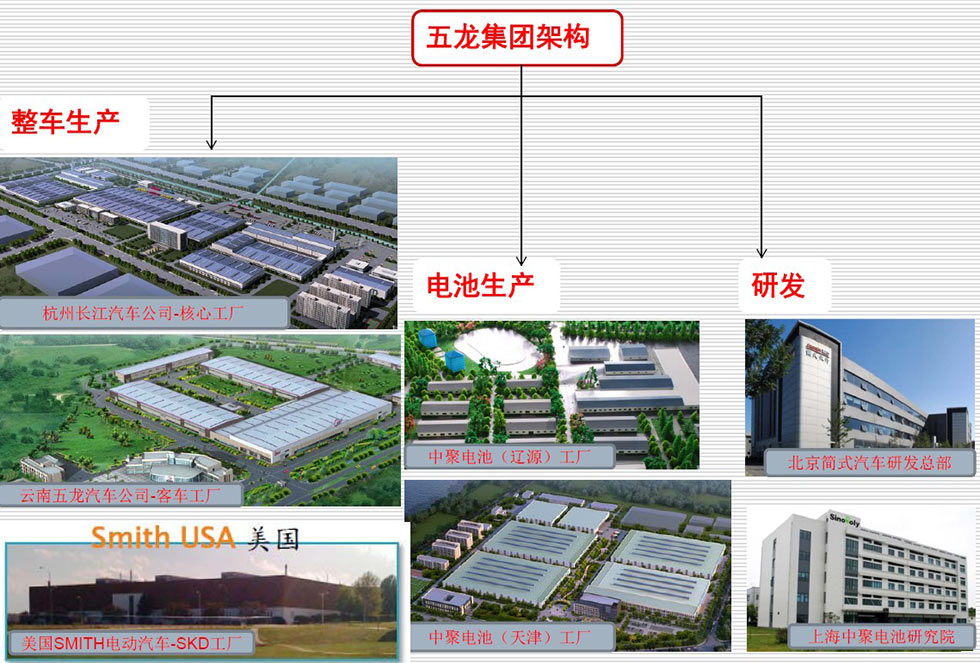 五龙集团架构
整车生产
杭州长江汽车公司-核心工厂
云南五龙汽车公司-客车工厂
Smith USA 美国
美国SMITH电动汽车-SKD工厂
电池生产
中聚电池（辽源）工厂
中聚电池（天津）工厂
研发
北京简式汽车研发总部
SinoPoly
上海中聚电池研究院